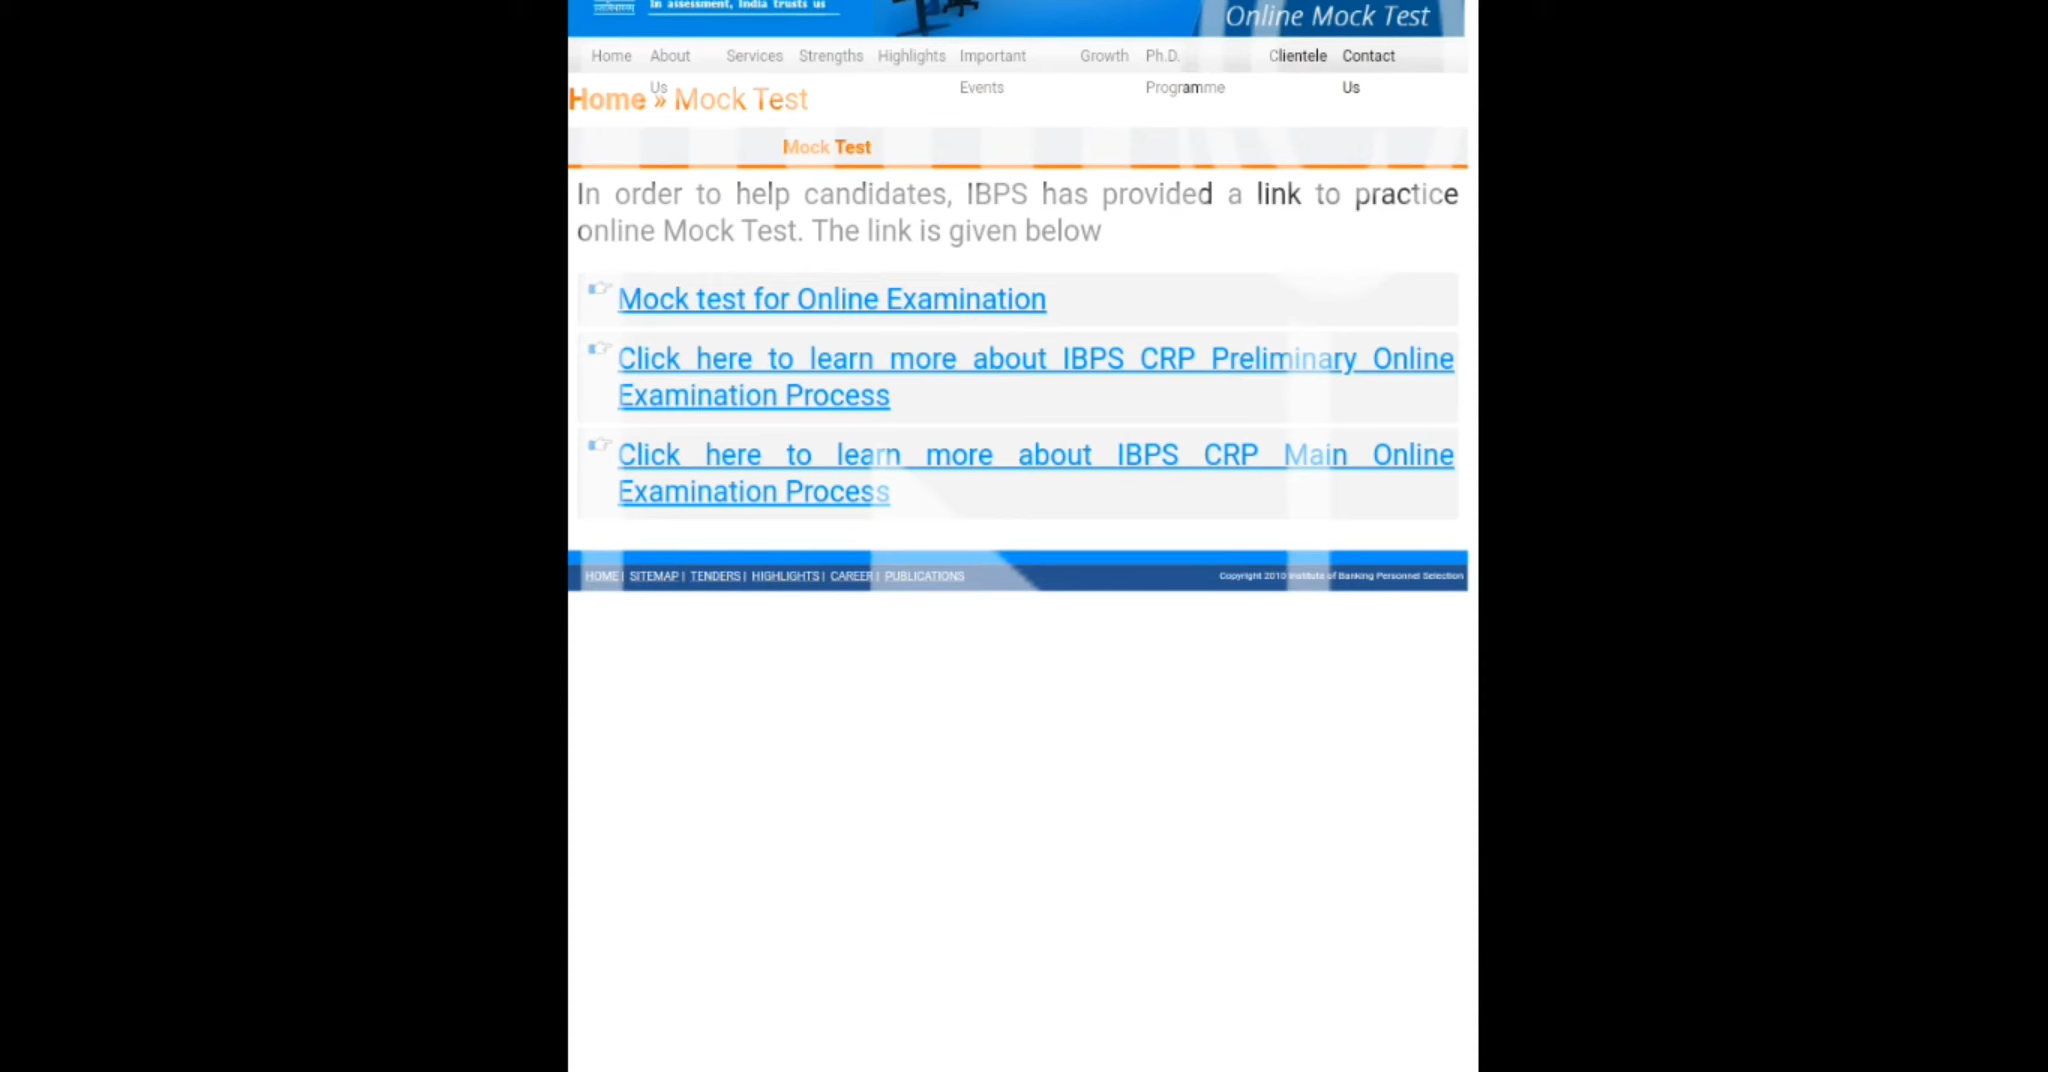 In assessment, India trusts us
Online Mock Test
Home About Services Strengths Highlights Important Growth Ph.D. Clientele Contact
Us Events Programme Us
Home » Mock Test
Mock Test
In order to help candidates, IBPS has provided a link to practice
online Mock Test. The link is given below
Mock test for Online Examination
Click here to learn more about IBPS CRP Preliminary Online
Examination Process
Click here to learn more about IBPS CRP Main Online
Examination Process
HOME | SITEMAP | TENDERS | HIGHLIGHTS | CAREER | PUBLICATIONS
Copyright 2010 Institute of Banking Personnel Selection